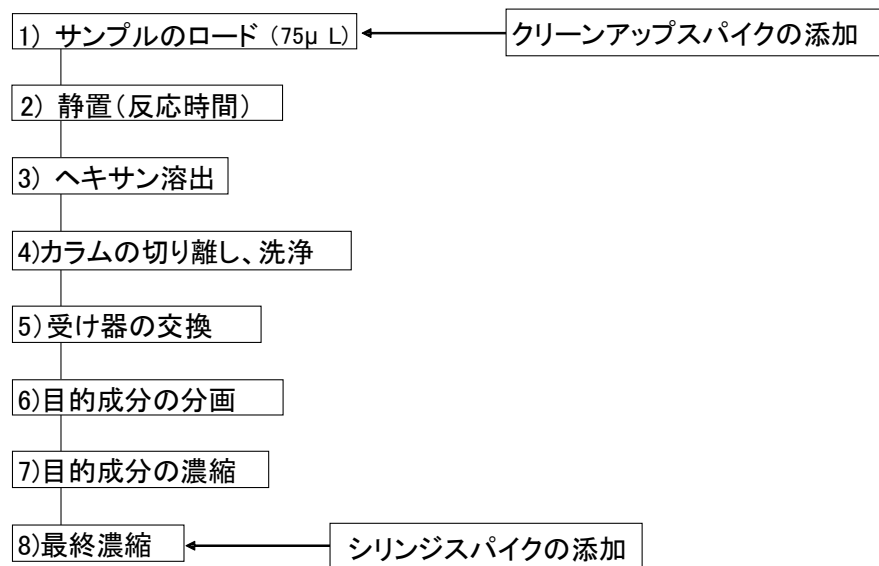 1) サンプルのロード (75μ L)
クリーンアップスパイクの添加
2) 静置(反応時間)
3) ヘキサン溶出
4)カラムの切り離し、洗浄
5)受け器の交換
6)目的成分の分画
7)目的成分の濃縮
8)最終濃縮
シリンジスパイクの添加